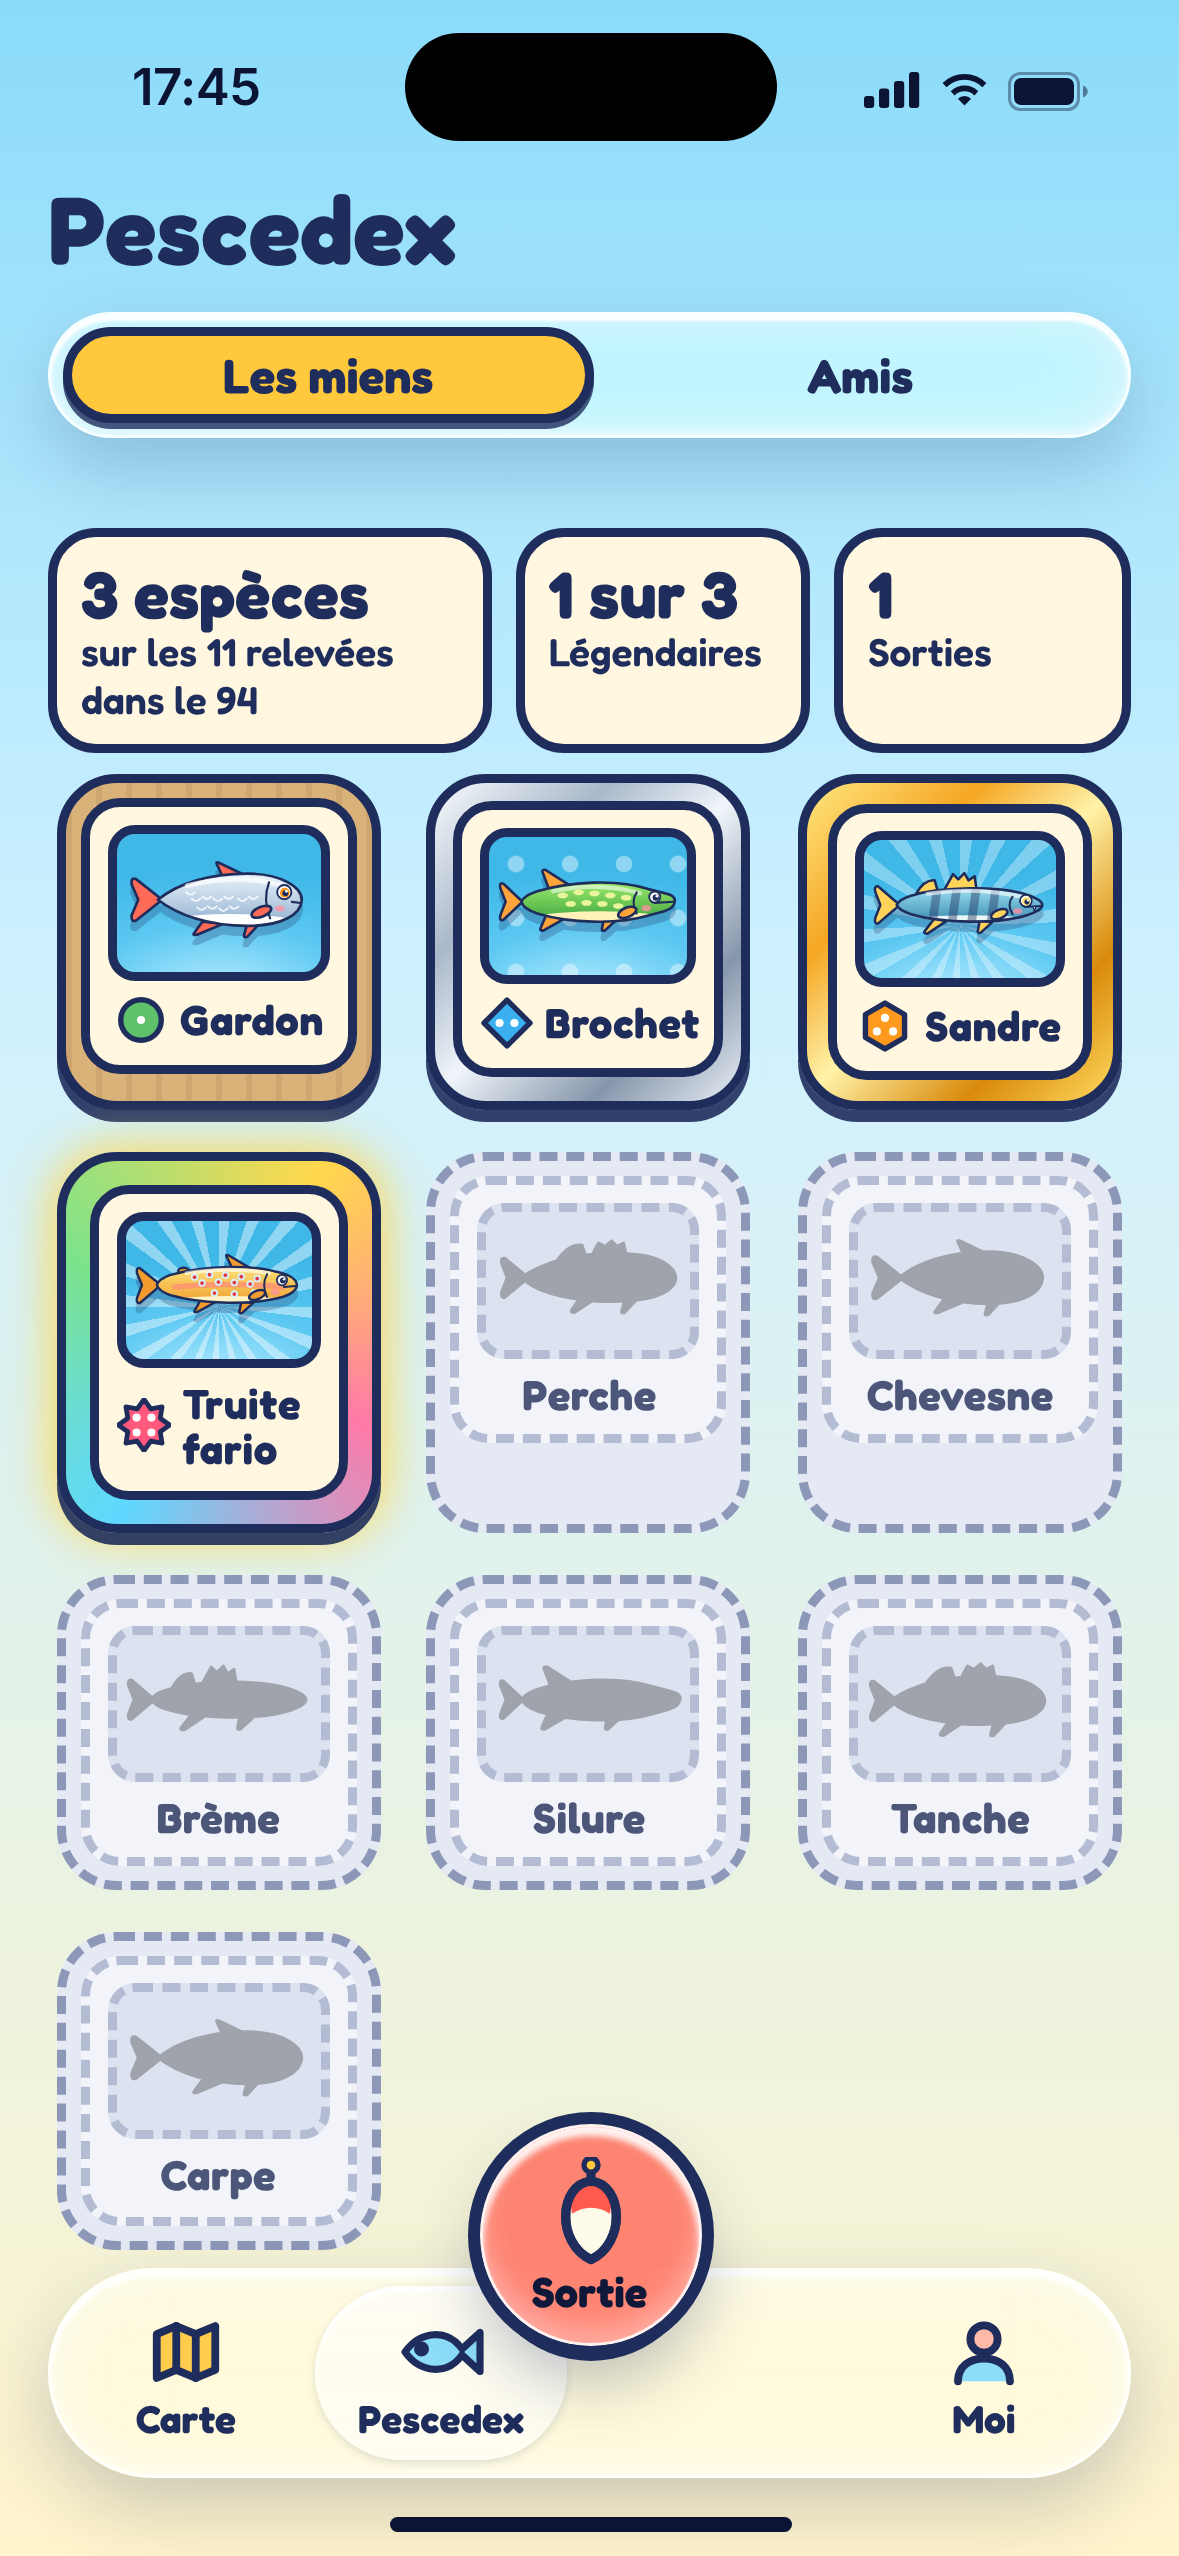 17:45
Pescedex
Les miens
Amis
3 espèces
sur les 11 relevées
dans le 94
1 sur 3
Légendaires
1
Sorties
Gardon
Brochet
Sandre
Truite
fario
Perche
Chevesne
Brème
Silure
Tanche
Carpe
Sortie
Carte
Pescedex
Moi